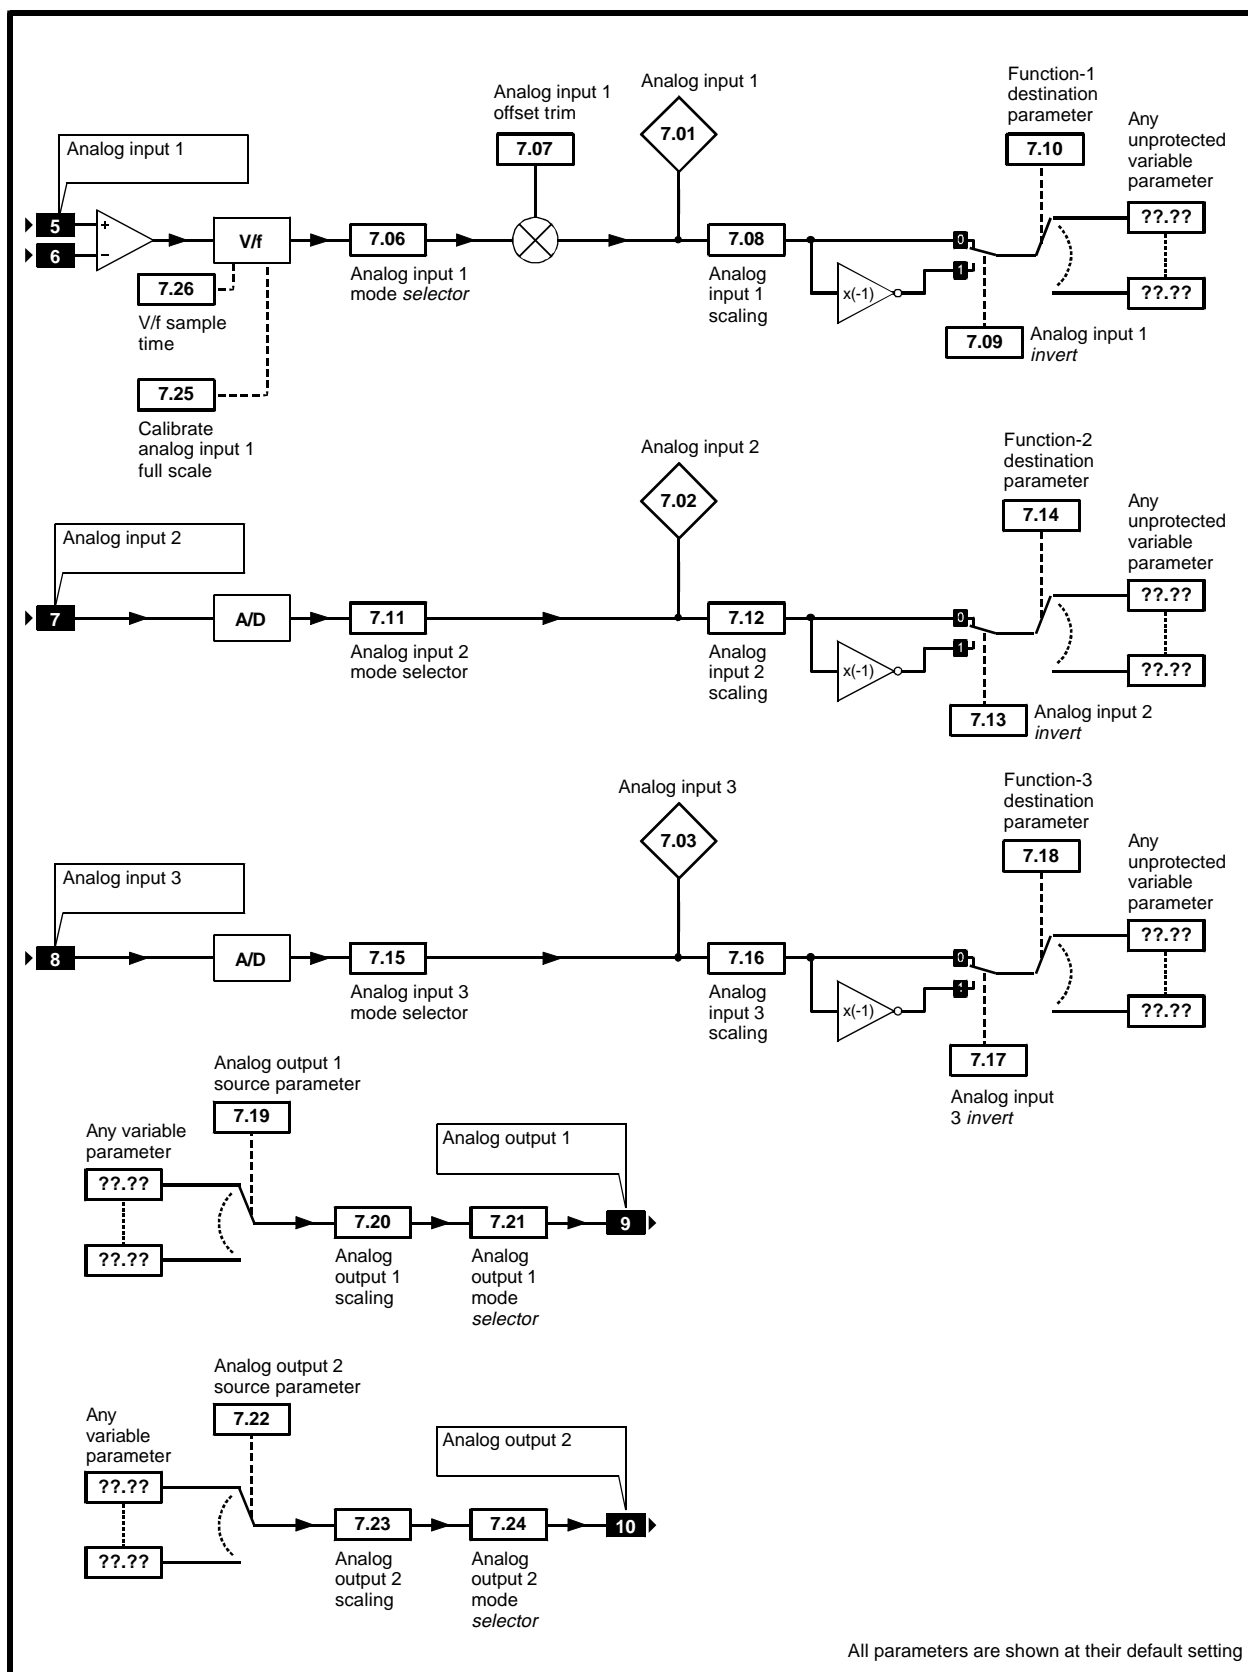 Analog input 1
5
6
+
−
V/f
7.26
V/f sample
time
7.25
Calibrate
analog input 1
full scale
7.06
Analog input 1
mode selector
Analog input 1
offset trim
7.07
Analog input 1
7.01
7.08
Analog
input 1
scaling
x(-1)
0
1
7.09
Analog input 1
invert
Function-1
destination
parameter
7.10
Any
unprotected
variable
parameter
??.??
??.??
Analog input 2
7
A/D
7.11
Analog input 2
mode selector
Analog input 2
7.02
7.12
Analog
input 2
scaling
x(-1)
0
1
7.13
Analog input 2
invert
Function-2
destination
parameter
7.14
Any
unprotected
variable
parameter
??.??
??.??
Analog input 3
8
A/D
7.15
Analog input 3
mode selector
Analog input 3
7.03
7.16
Analog
input 3
scaling
x(-1)
0
1
7.17
Analog input
3 invert
Function-3
destination
parameter
7.18
Any
unprotected
variable
parameter
??.??
??.??
Analog output 1
source parameter
7.19
Any variable
parameter
??.??
??.??
7.20
Analog
output 1
scaling
7.21
Analog
output 1
mode
selector
Analog output 1
9
Analog output 2
source parameter
7.22
Any
variable
parameter
??.??
??.??
7.23
Analog
output 2
scaling
7.24
Analog
output 2
mode
selector
Analog output 2
10
All parameters are shown at their default setting